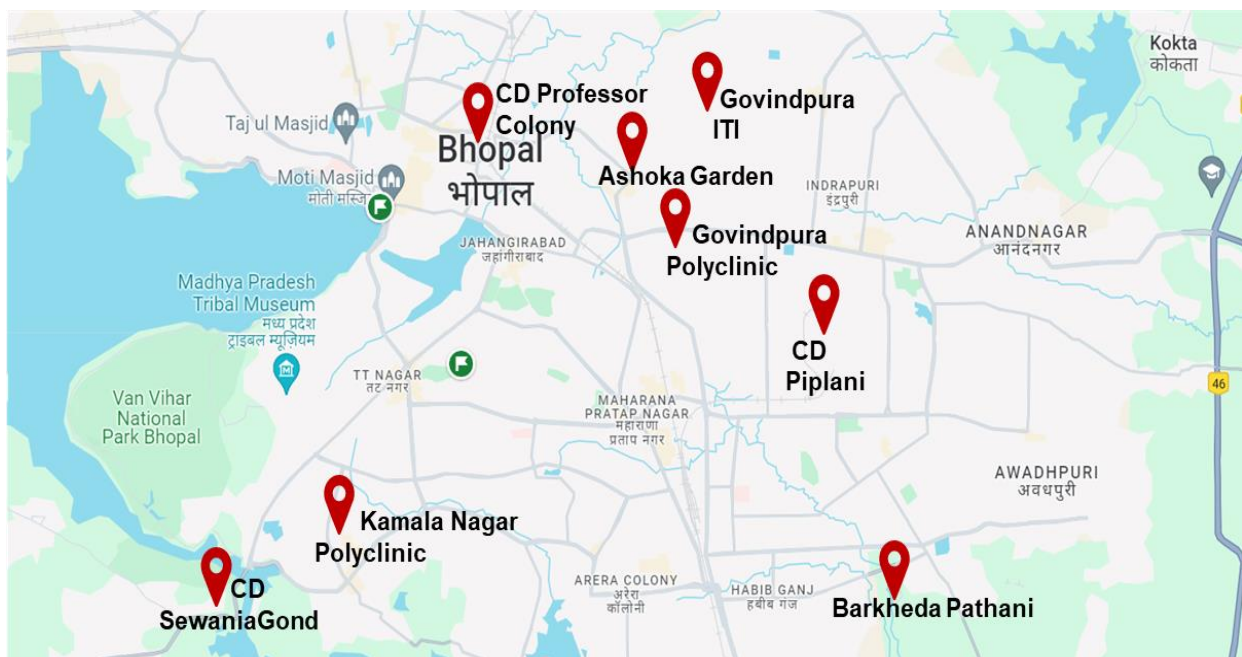 Kokta
कोकता
CD Professor
Colony
Govindpura
ITI
Taj ul Masjid
Bhopal
भोपाल
Ashoka Garden
Moti Masjid
मोती मस्जिद
INDRAPURI
इंद्रपुरी
Govindpura
Polyclinic
ANANDNAGAR
आनंदनगर
JAHANGIRABAD
जहांगीराबाद
Madhya Pradesh
Tribal Museum
मध्य प्रदेश
ट्राइबल म्यूज़ियम
CD
Piplani
TT NAGAR
तट नगर
46
Van Vihar
National
Park Bhopal
MAHARANA
PRATAP NAGAR
महाराणा
प्रताप नगर
AWADHPURI
अवधपुरी
Kamala Nagar
Polyclinic
CD
SewaniaGond
ARERA COLONY
अरेरा
कॉलोनी
HABIB GANJ
हबीब गंज
Barkheda Pathani